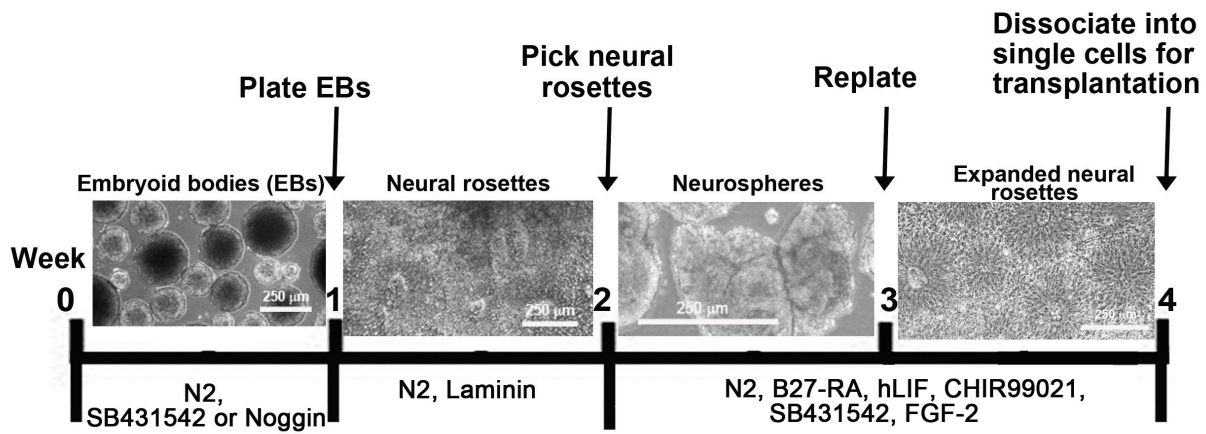 Dissociate into
single cells for
transplantation
Pick neural
rosettes
Replate
Plate EBs
Embryoid bodies (EBs)
Neural rosettes
Neurospheres
Expanded neural
rosettes
250 μm
250 μm
250 μm
250 μm
Week
0
1
2
3
4
N2,
SB431542 or Noggin
N2, Laminin
N2, B27-RA, hLIF, CHIR99021,
SB431542, FGF-2